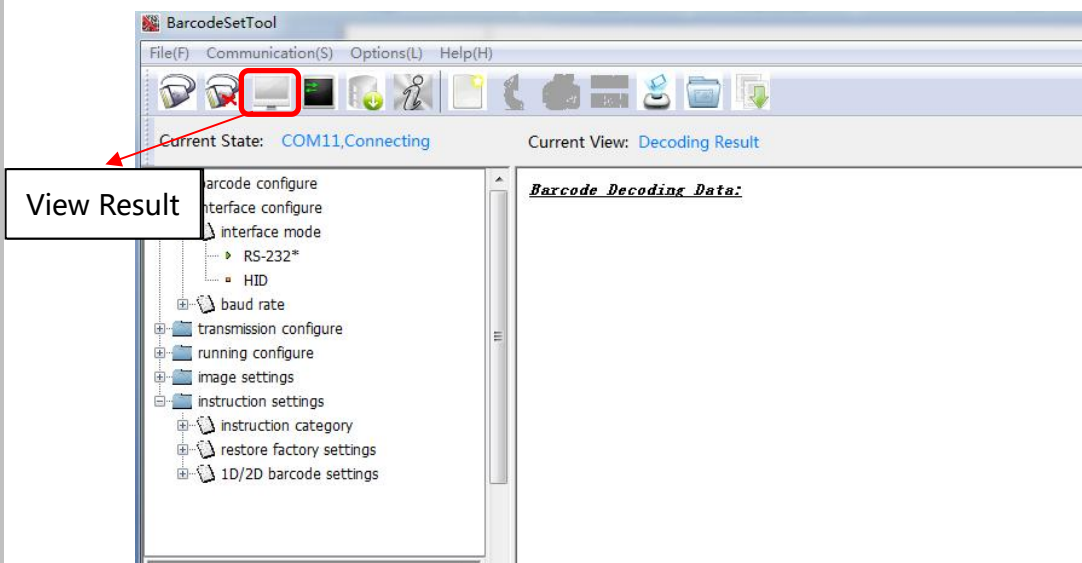 BarcodeSetTool
File(F) Communication(S) Options(L) Help(H)
Current State: COM11,Connecting Current View: Decoding Result
View Result
arcode configure
nterface configure
interface mode
RS-232*
HID
baud rate
transmission configure
running configure
image settings
instruction settings
instruction category
restore factory settings
1D/2D barcode settings
Barcode Decoding Data: